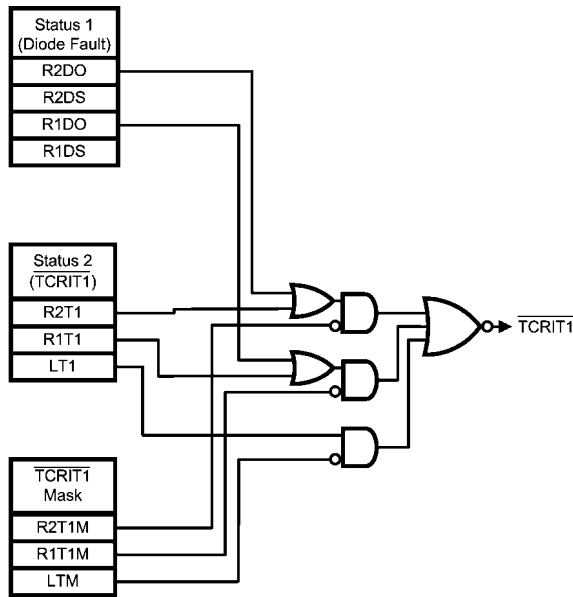 Status 1
(Diode Fault)
R2DO
R2DS
R1DO
R1DS
Status 2
(TCRIT1)
R2T1
R1T1
LT1
TCRIT1
TCRIT1
Mask
R2T1M
R1T1M
LTM